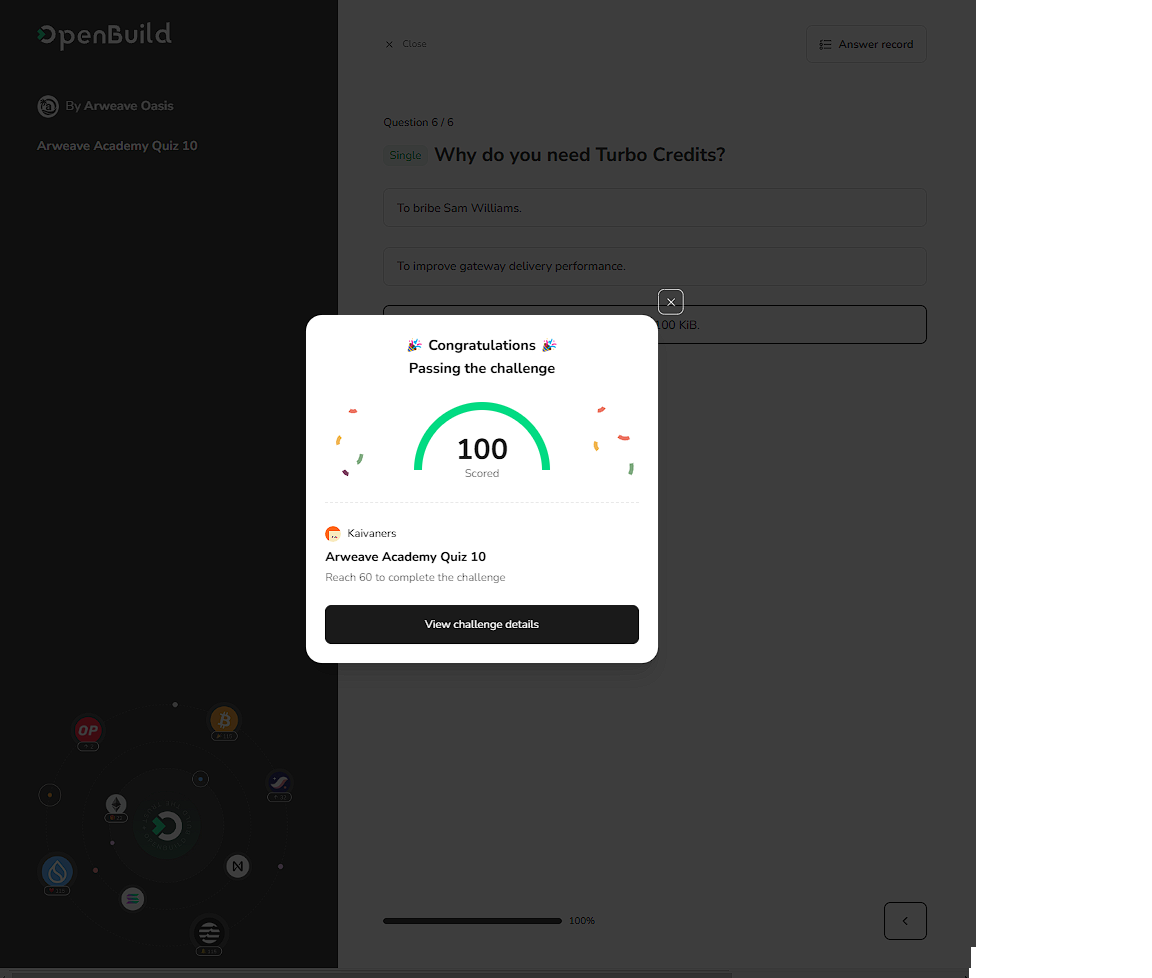 OpenBuild
Close
Answer record
By Arweave Oasis
Arweave Academy Quiz 10
Question 6 / 6
Single Why do you need Turbo Credits?
To bribe Sam Williams.
To improve gateway delivery performance.
100 KiB.
Congratulations
Passing the challenge
100
Scored
Kaivaners
Arweave Academy Quiz 10
Reach 60 to complete the challenge
View challenge details
OP
100%